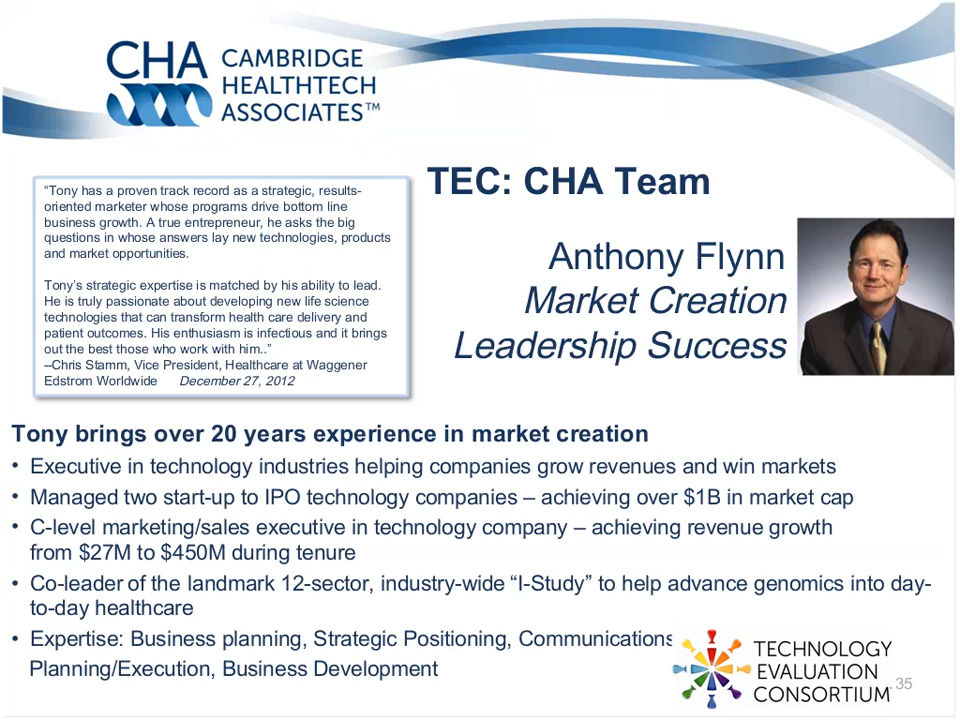 CHA CAMBRIDGE
HEALTHTECH
ASSOCIATES™
TEC: CHA Team
“Tony has a proven track record as a strategic, results-
oriented marketer whose programs drive bottom line
business growth. A true entrepreneur, he asks the big
questions in whose answers lay new technologies, products
and market opportunities.
Tony’s strategic expertise is matched by his ability to lead.
He is truly passionate about developing new life science
technologies that can transform health care delivery and
patient outcomes. His enthusiasm is infectious and it brings
out the best those who work with him..”
--Chris Stamm, Vice President, Healthcare at Waggener
Edstrom Worldwide December 27, 2012
Anthony Flynn
Market Creation
Leadership Success
Tony brings over 20 years experience in market creation
• Executive in technology industries helping companies grow revenues and win markets
• Managed two start-up to IPO technology companies – achieving over $1B in market cap
• C-level marketing/sales executive in technology company – achieving revenue growth
from $27M to $450M during tenure
• Co-leader of the landmark 12-sector, industry-wide “I-Study” to help advance genomics into day-
to-day healthcare
• Expertise: Business planning, Strategic Positioning, Communications
Planning/Execution, Business Development
TECHNOLOGY
EVALUATION
CONSORTIUM
35